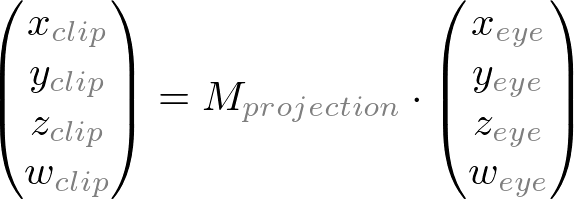 x_clip x_eye
y_clip y_eye
= M_projection ·
z_clip z_eye
w_clip w_eye